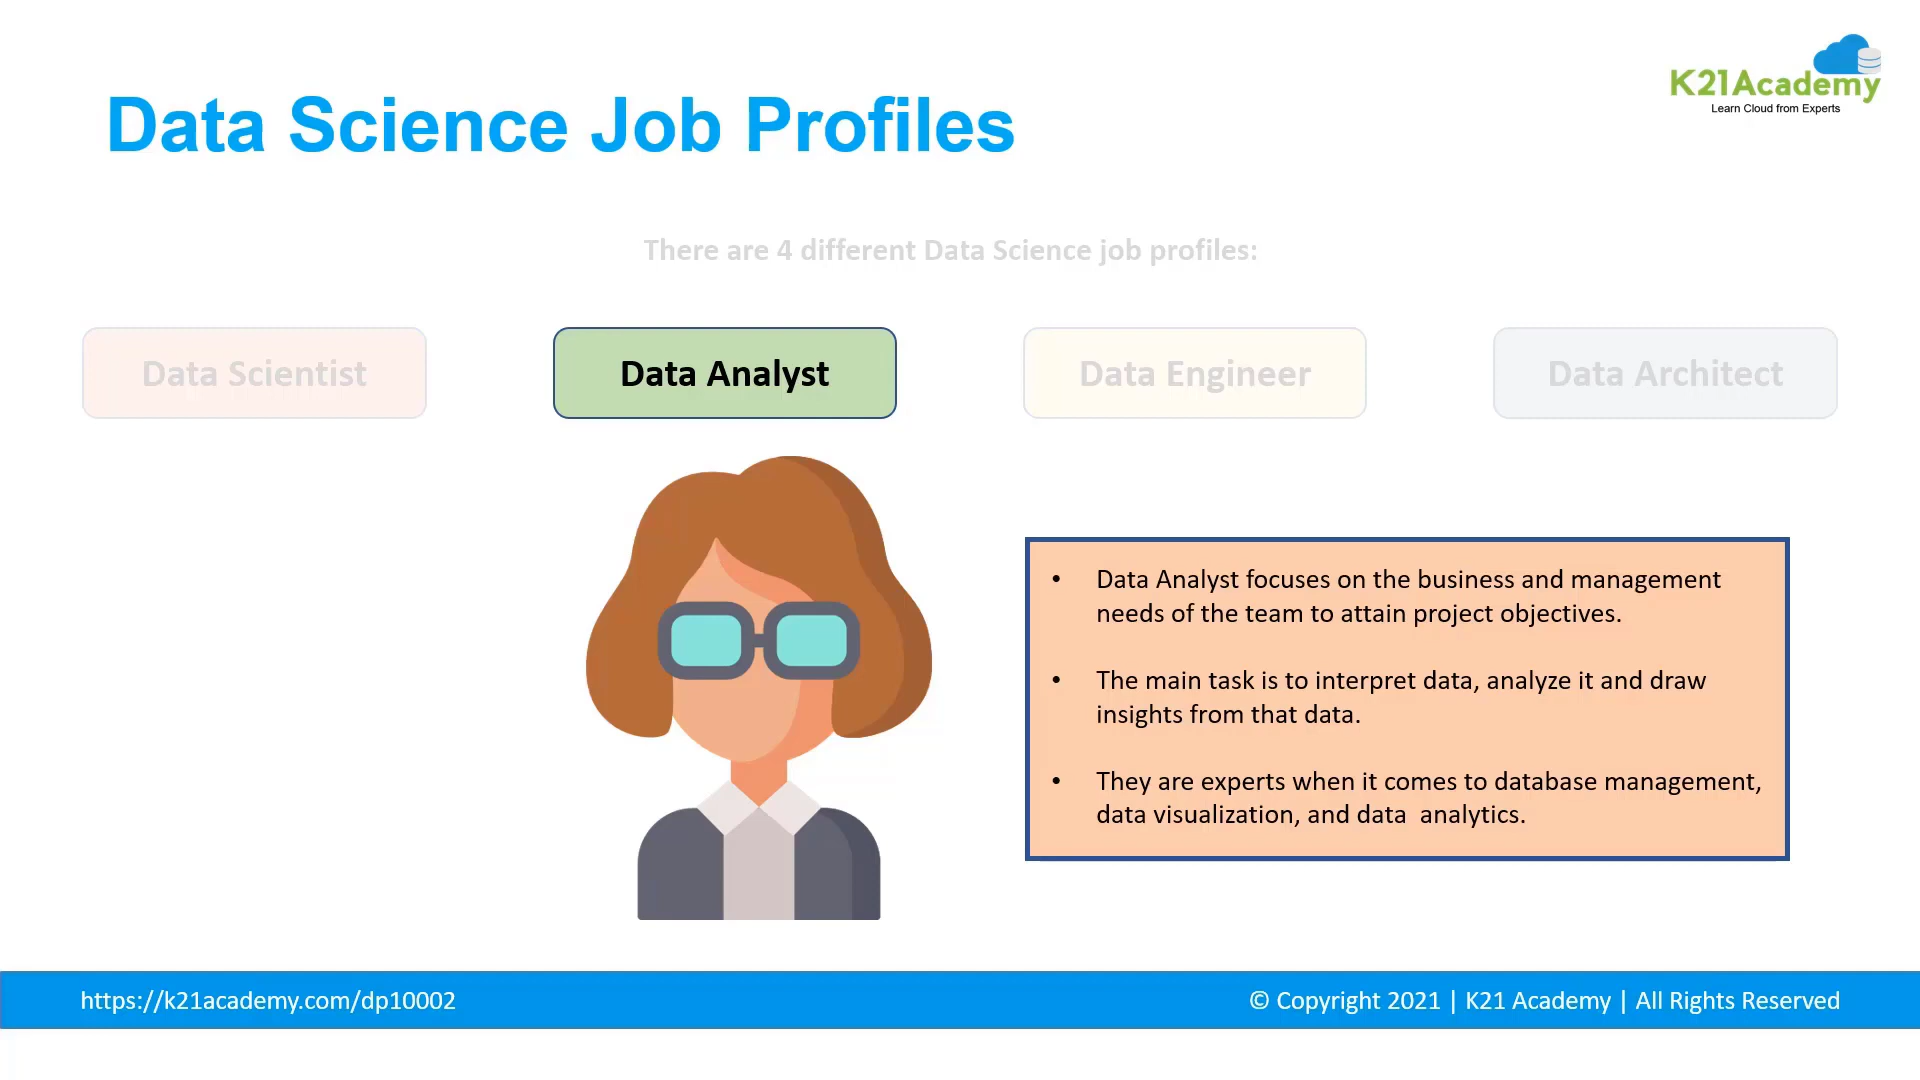 K21Academy
Learn Cloud from Experts
Data Science Job Profiles
There are 4 different Data Science job profiles:
Data Scientist
Data Analyst
Data Engineer
Data Architect
• Data Analyst focuses on the business and management
needs of the team to attain project objectives.
• The main task is to interpret data, analyze it and draw
insights from that data.
• They are experts when it comes to database management,
data visualization, and data  analytics.
https://k21academy.com/dp10002
© Copyright 2021 | K21 Academy | All Rights Reserved